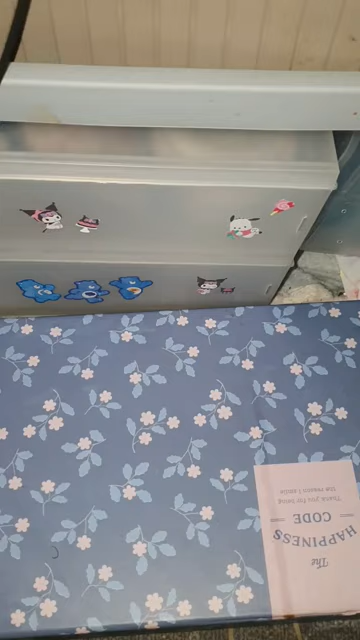 The
HAPPINESS
CODE
Thank you for being
the reason I smile